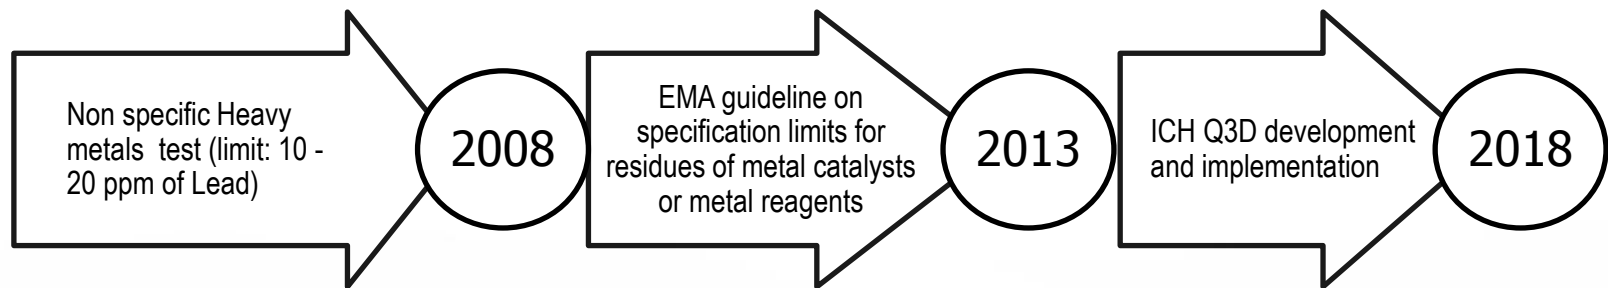 Non specific Heavy
metals  test (limit: 10 -
20 ppm of Lead)
2008
EMA guideline on
specification limits for
residues of metal catalysts
or metal reagents
2013
ICH Q3D development
and implementation
2018